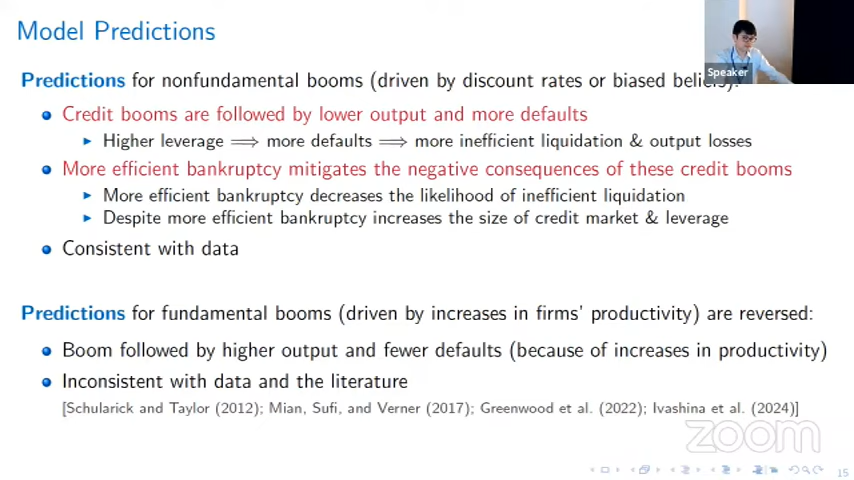 Model Predictions
Speaker
Predictions for nonfundamental booms (driven by discount rates or biased beliefs):
Credit booms are followed by lower output and more defaults
Higher leverage ⟹ more defaults ⟹ more inefficient liquidation & output losses
More efficient bankruptcy mitigates the negative consequences of these credit booms
More efficient bankruptcy decreases the likelihood of inefficient liquidation
Despite more efficient bankruptcy increases the size of credit market & leverage
Consistent with data
Predictions for fundamental booms (driven by increases in firms' productivity) are reversed:
Boom followed by higher output and fewer defaults (because of increases in productivity)
Inconsistent with data and the literature
[Schularick and Taylor (2012); Mian, Sufi, and Verner (2017); Greenwood et al. (2022); Ivashina et al. (2024)]
zoom
15